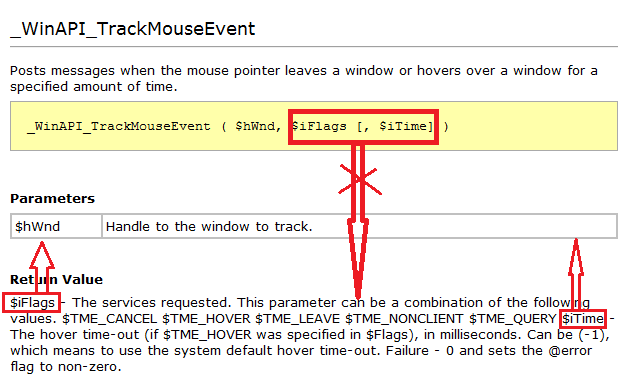 _WinAPI_TrackMouseEvent
Posts messages when the mouse pointer leaves a window or hovers over a window for a
specified amount of time.
_WinAPI_TrackMouseEvent ( $hWnd, $iFlags [, $iTime] )
Parameters
$hWnd Handle to the window to track.
Return Value
$iFlags - The services requested. This parameter can be a combination of the following
values. $TME_CANCEL $TME_HOVER $TME_LEAVE $TME_NONCLIENT $TME_QUERY $iTime -
The hover time-out (if $TME_HOVER was specified in $Flags), in milliseconds. Can be (-1),
which means to use the system default hover time-out. Failure - 0 and sets the @error
flag to non-zero.